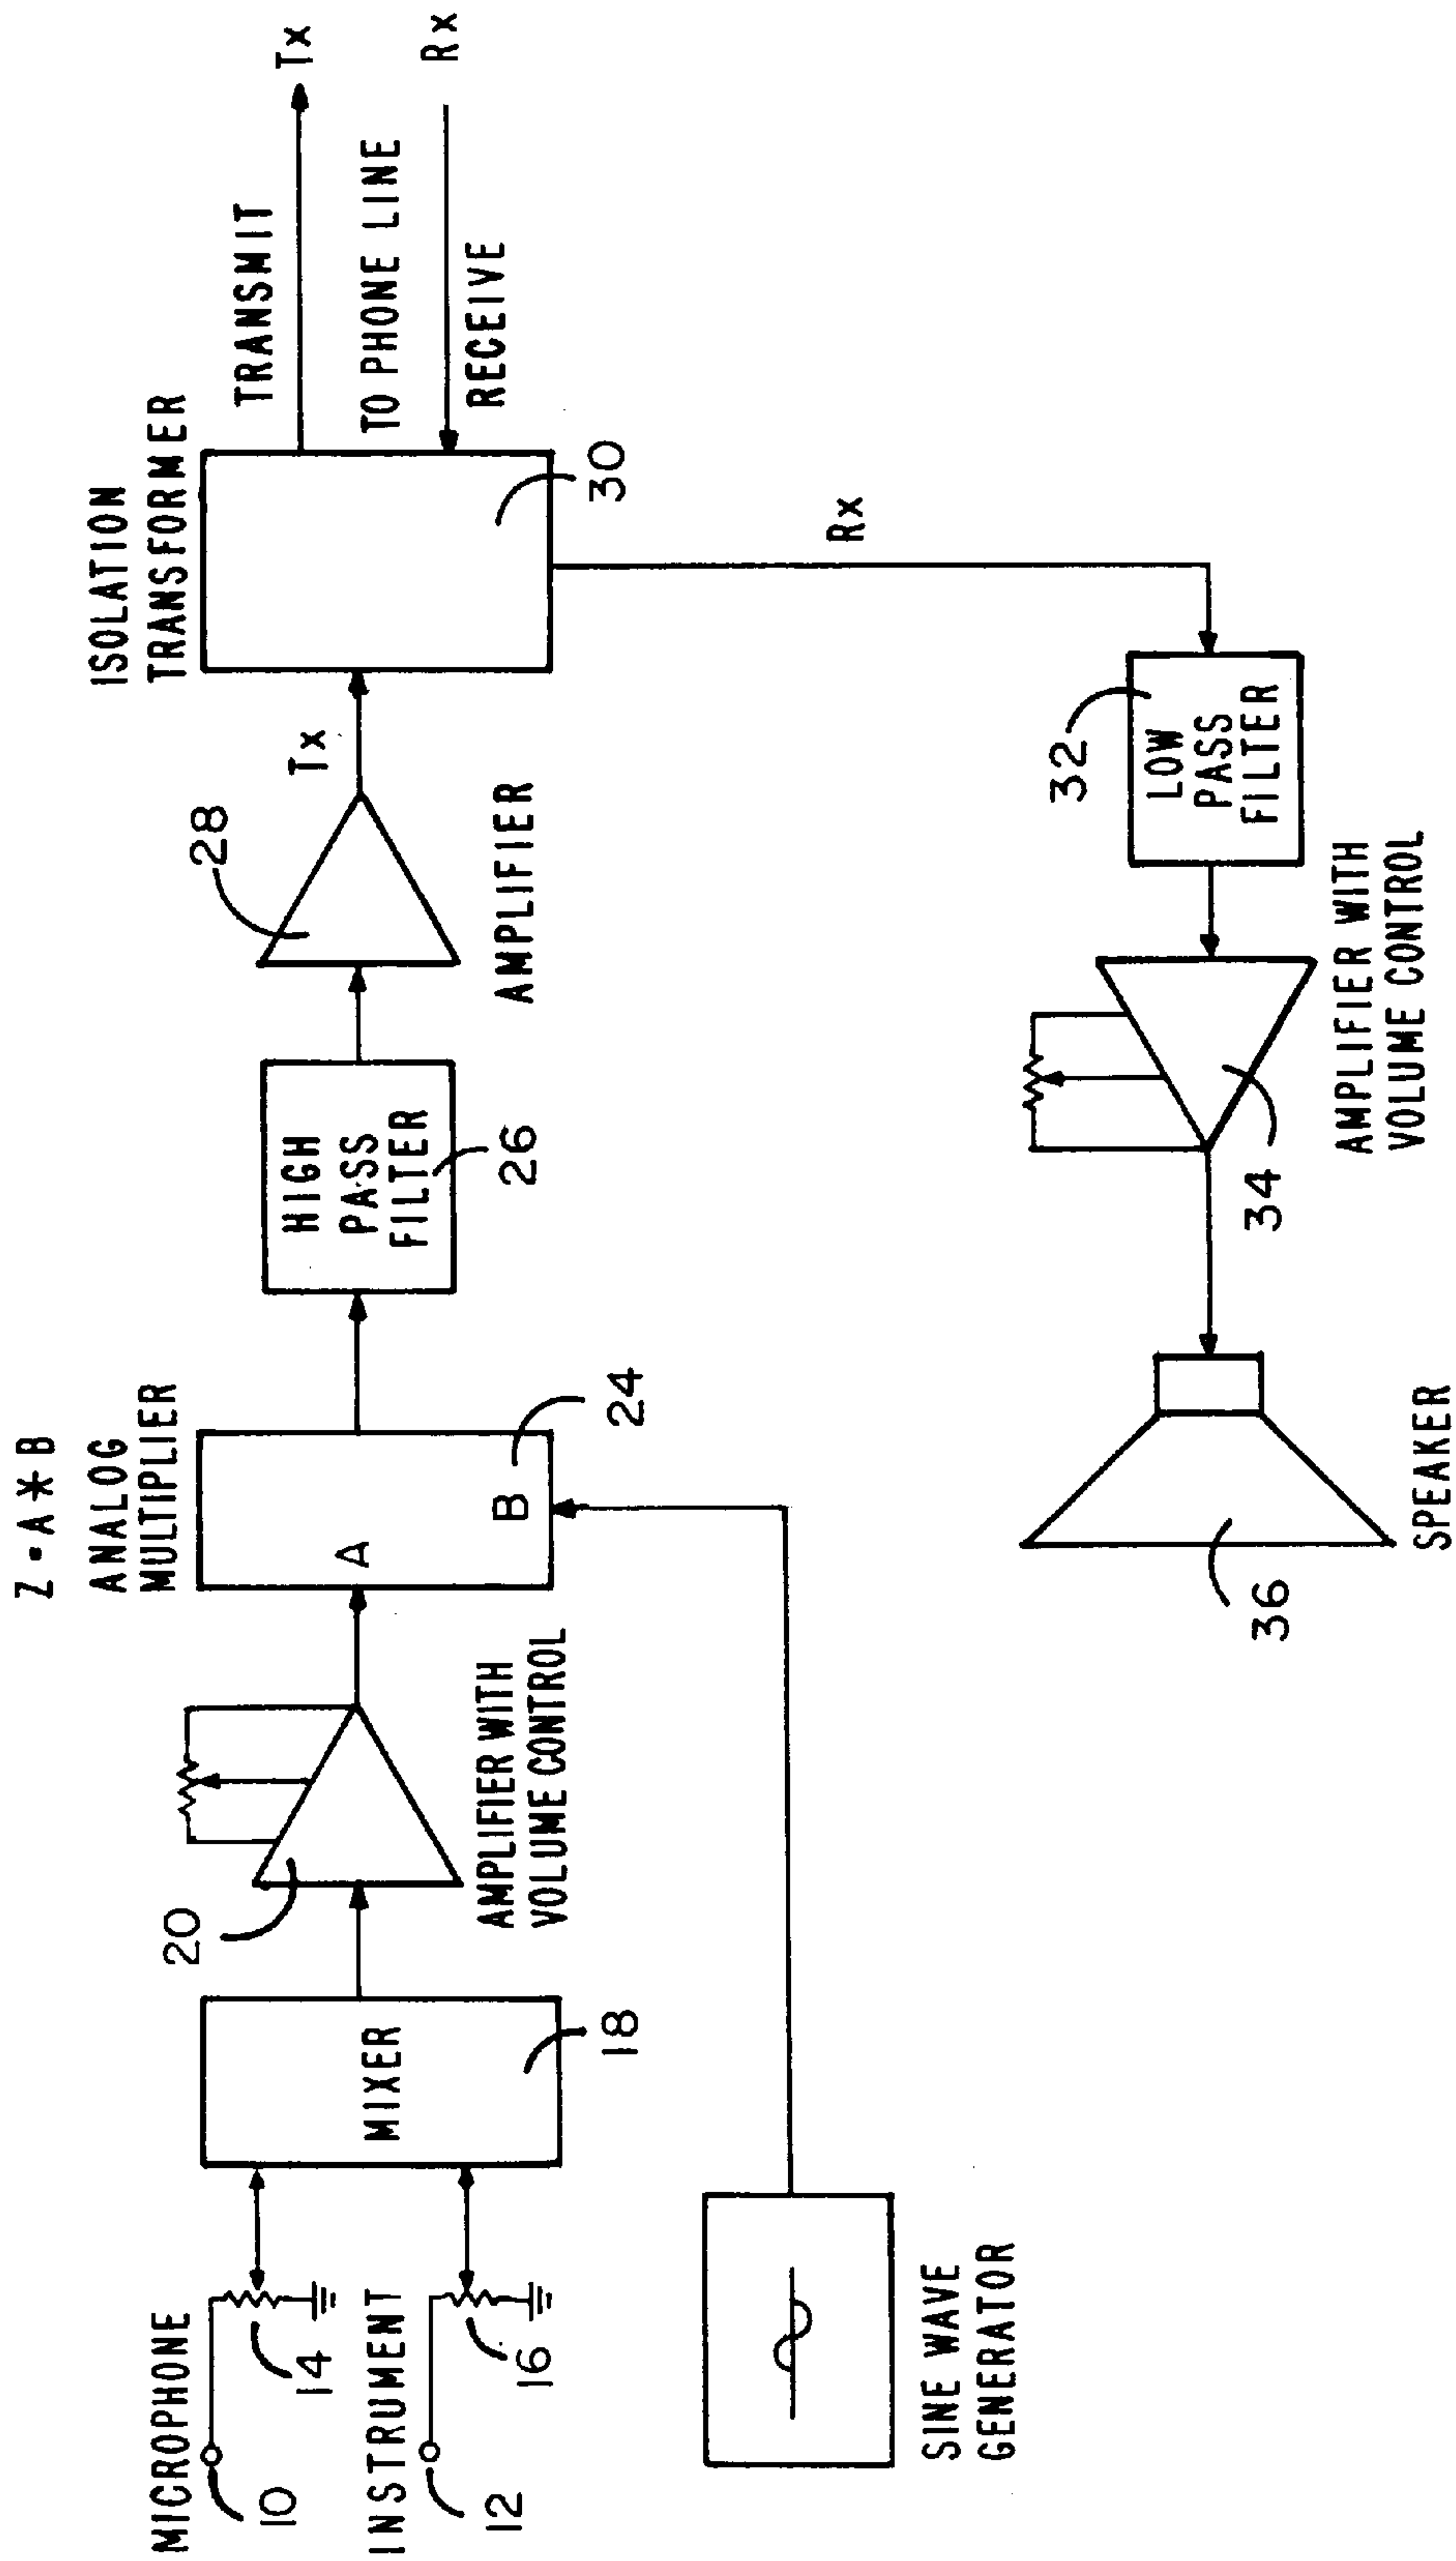 Z = A * B
ISOLATION
TRANSFORMER
ANALOG
MULTIPLIER
TRANSMIT
Tx
TO PHONE LINE
RECEIVE
Rx
30
Tx
28
AMPLIFIER
HIGH
PASS
FILTER
26
A
B
24
20
AMPLIFIER WITH
VOLUME CONTROL
MIXER
18
MICROPHONE
10
14
INSTRUMENT
12
16
SINE WAVE
GENERATOR
Rx
32
LOW
PASS
FILTER
34
AMPLIFIER WITH
VOLUME CONTROL
36
SPEAKER